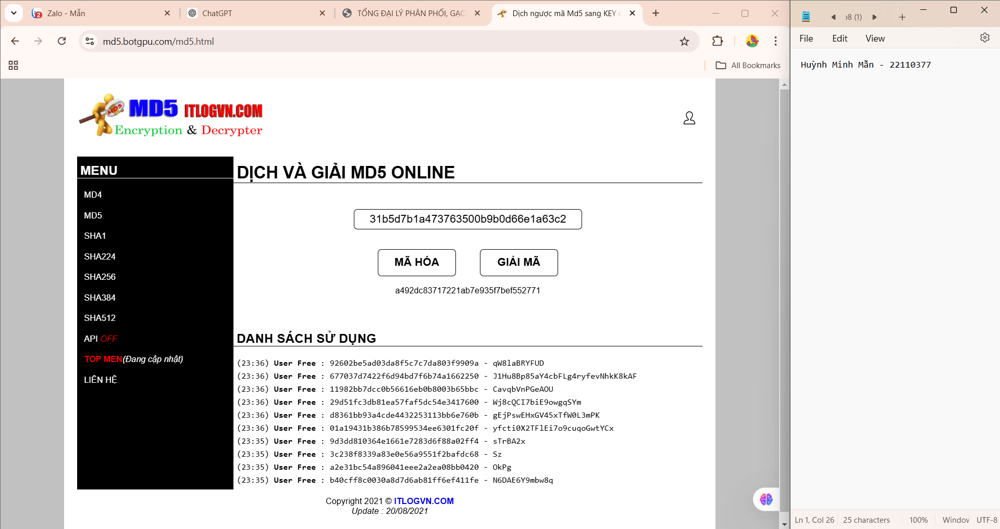 Zalo - Mẫn
ChatGPT
TỔNG ĐẠI LÝ PHÂN PHỐI, GẠC
Dịch ngược mã Md5 sang KEY
md5.botgpu.com/md5.html
All Bookmarks
MD5
MD5 ITLOGVN.COM
Encryption & Decrypter
MENU
MD4
MD5
SHA1
SHA224
SHA256
SHA384
SHA512
API OFF
TOP MEN(Đang cập nhật)
LIÊN HỆ
DỊCH VÀ GIẢI MD5 ONLINE
31b5d7b1a473763500b9b0d66e1a63c2
MÃ HÓA
GIẢI MÃ
a492dc83717221ab7e935f7bef552771
DANH SÁCH SỬ DỤNG
(23:36) User Free : 92602be5ad03da8f5c7c7da803f9909a - qW8laBRYFUD
(23:36) User Free : 677037d7422f6d94bd7f6b74a1662250 - J1Hu8Bp85aY4cbFLg4ryfevNhkK8kAF
(23:36) User Free : 11982bb7dcc0b56616eb0b8003b65bbc - CavqbVnPGeAOU
(23:36) User Free : 29d51fc3db81ea57faf5dc54e3417600 - Wj8cQCI7biE9owgqSYm
(23:36) User Free : d8361bb93a4cde4432253113bb6e760b - gEjPswEHxGV45xTfW0L3mPK
(23:36) User Free : 01a19431b386b78599534ee6301fc20f - yfcti0X2TFlEi7o9cuqoGwtYCx
(23:35) User Free : 9d3dd810364e1661e7283d6f88a02ff4 - sTrBA2x
(23:35) User Free : 3c238f8339a83e0e56a9551f2bafdc68 - Sz
(23:35) User Free : a2e31bc54a896041eee2a2ea08bb0420 - OkPg
(23:35) User Free : b40cff8c0030a8d7d6ab81ff6ef411fe - N6DAE6Y9mbw8q
Copyright 2021 © ITLOGVN.COM
Update : 20/08/2021
8 (1)
File Edit View
Huỳnh Minh Mẫn - 22110377
Ln 1, Col 26 25 characters 100% Window UTF-8